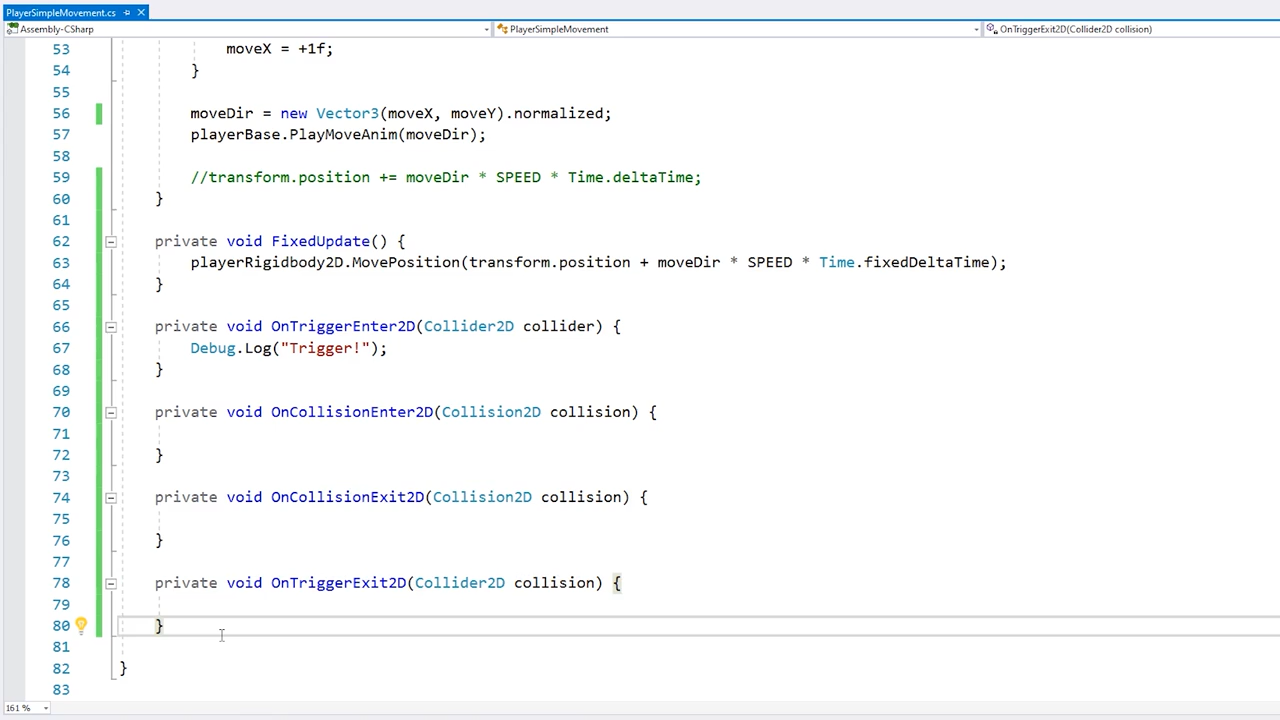 PlayerSimpleMovement.cs
Assembly-CSharp PlayerSimpleMovement OnTriggerExit2D(Collider2D collision)
53 moveX = +1f;
54 }
55
56 moveDir = new Vector3(moveX, moveY).normalized;
57 playerBase.PlayMoveAnim(moveDir);
58
59 //transform.position += moveDir * SPEED * Time.deltaTime;
60 }
61
62 private void FixedUpdate() {
63 playerRigidbody2D.MovePosition(transform.position + moveDir * SPEED * Time.fixedDeltaTime);
64 }
65
66 private void OnTriggerEnter2D(Collider2D collider) {
67 Debug.Log("Trigger!");
68 }
69
70 private void OnCollisionEnter2D(Collision2D collision) {
71
72 }
73
74 private void OnCollisionExit2D(Collision2D collision) {
75
76 }
77
78 private void OnTriggerExit2D(Collider2D collision) {
79
80 }
81
82 }
83
161 %